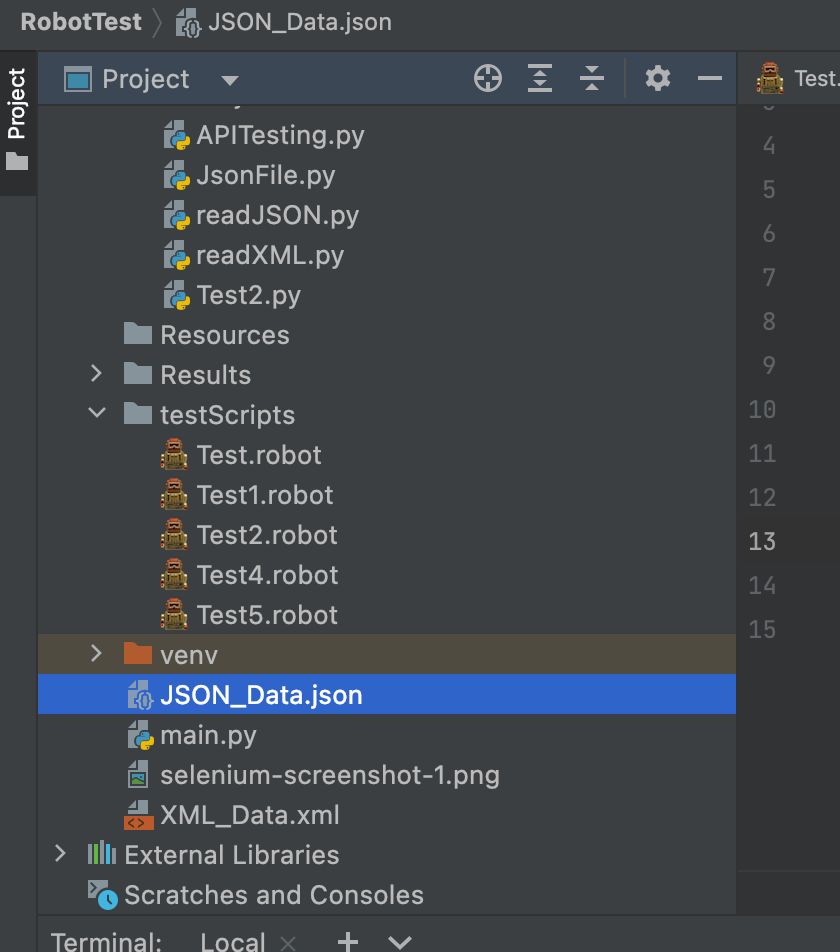 RobotTest JSON_Data.json
Project
Project
Test.
APITesting.py
JsonFile.py
readJSON.py
readXML.py
Test2.py
Resources
Results
testScripts
Test.robot
Test1.robot
Test2.robot
Test4.robot
Test5.robot
venv
JSON_Data.json
main.py
selenium-screenshot-1.png
XML_Data.xml
External Libraries
Scratches and Consoles
4
5
6
7
8
9
10
11
12
13
14
15
Terminal: Local